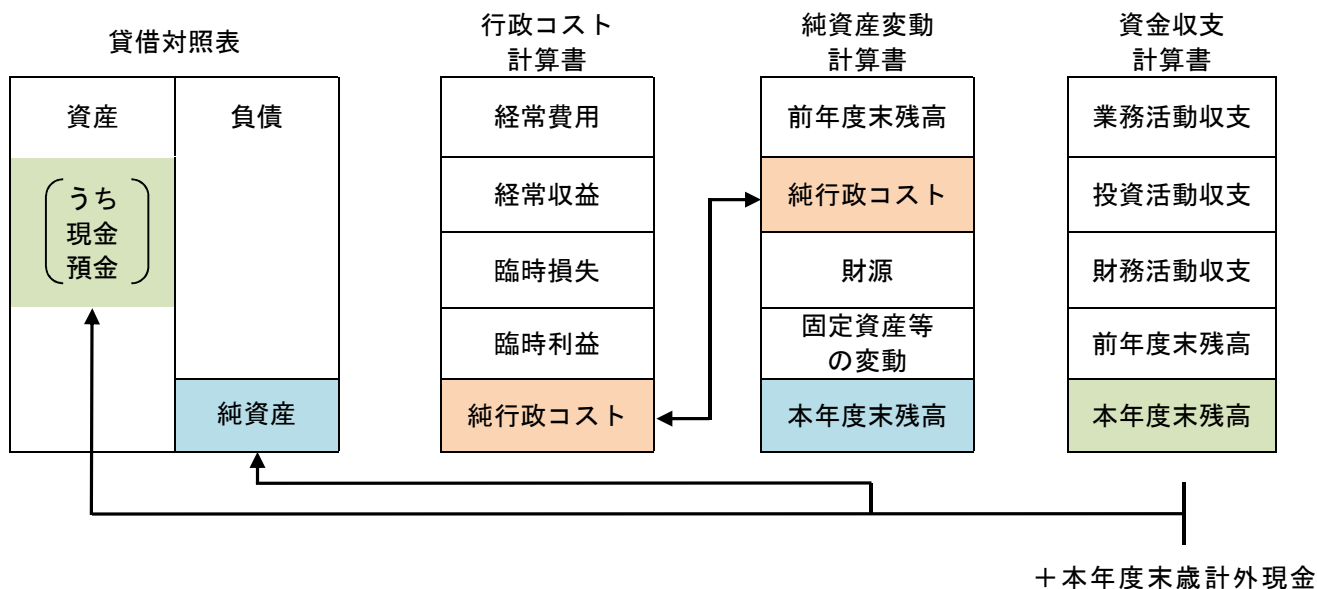 貸借対照表
資産
負債
うち
現金
預金
純資産
行政コスト
計算書
経常費用
経常収益
臨時損失
臨時利益
純行政コスト
純資産変動
計算書
前年度末残高
純行政コスト
財源
固定資産等
の変動
本年度末残高
資金収支
計算書
業務活動収支
投資活動収支
財務活動収支
前年度末残高
本年度末残高
＋本年度末歳計外現金